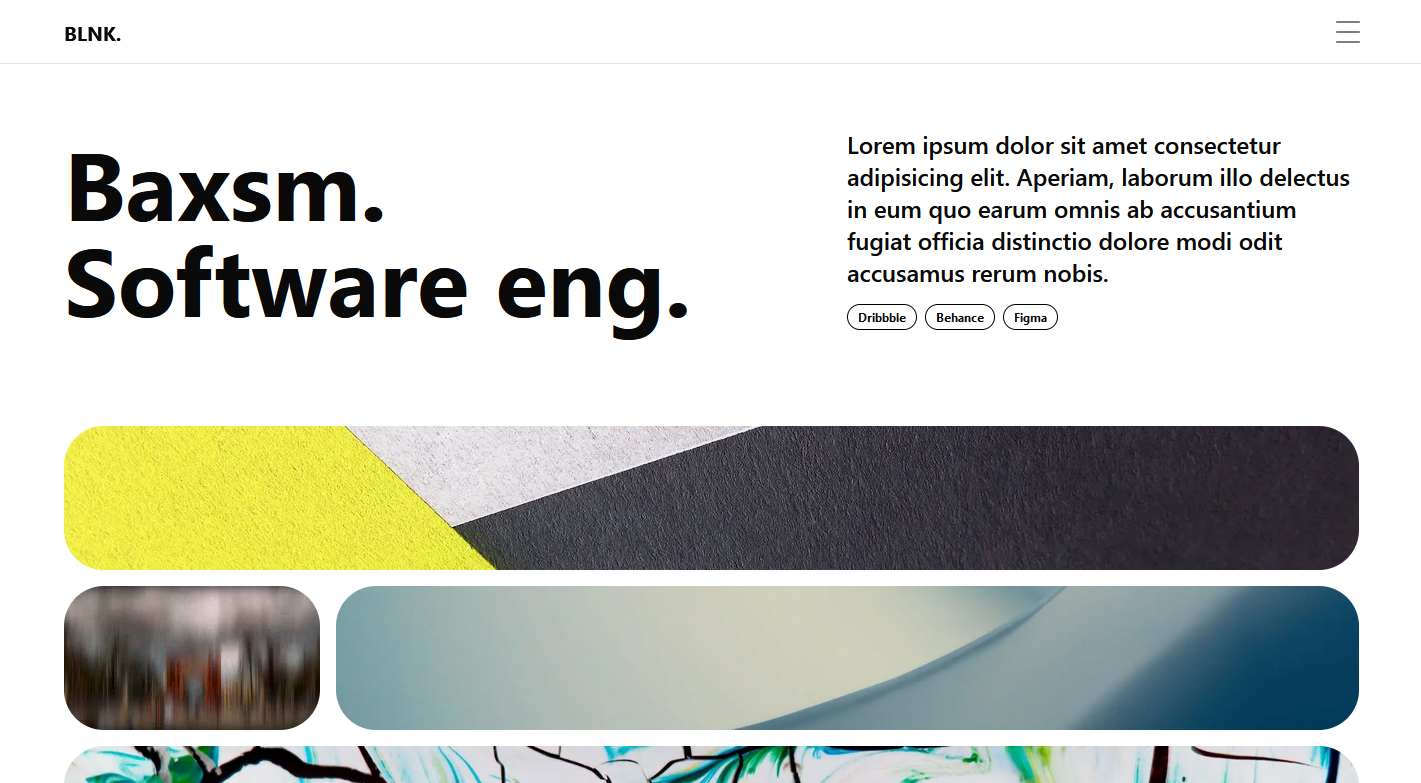 BLNK.
Baxsm.
Software eng.
Lorem ipsum dolor sit amet consectetur
adipisicing elit. Aperiam, laborum illo delectus
in eum quo earum omnis ab accusantium
fugiat officia distinctio dolore modi odit
accusamus rerum nobis.
Dribbble
Behance
Figma